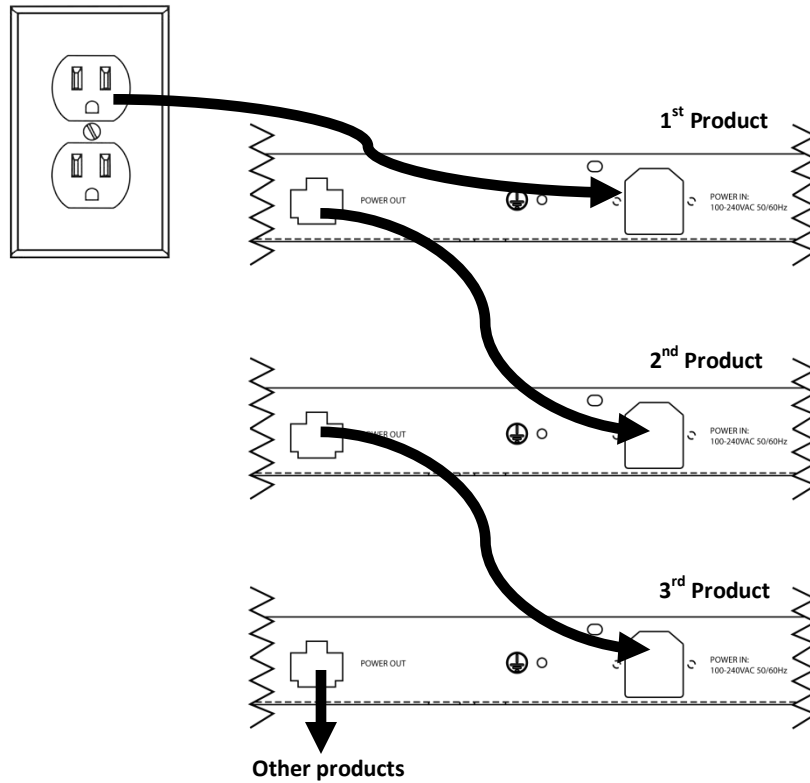 1st Product
POWER OUT
POWER IN:
100-240VAC 50/60Hz
2nd Product
POWER OUT
POWER IN:
100-240VAC 50/60Hz
3rd Product
POWER OUT
POWER IN:
100-240VAC 50/60Hz
Other products